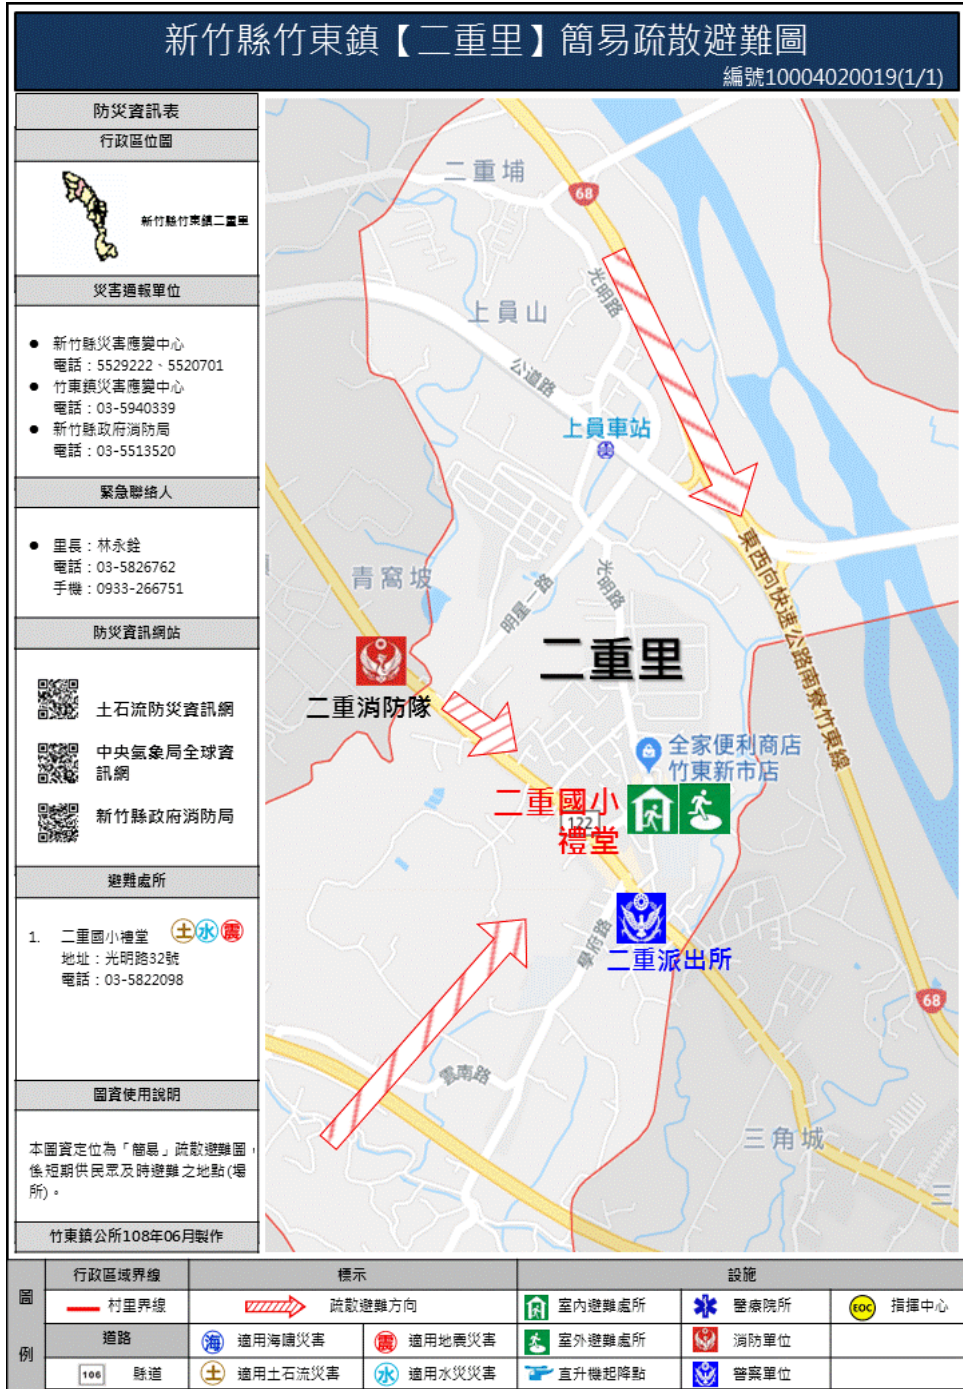 新竹縣竹東鎮【二重里】簡易疏散避難圖
編號10004020019(1/1)
防災資訊表
行政區位圖
新竹縣竹東鎮二重里
災害通報單位
● 新竹縣災害應變中心
電話：5529222、5520701
● 竹東鎮災害應變中心
電話：03-5940339
● 新竹縣政府消防局
電話：03-5513520
緊急聯絡人
● 里長：林永銓
電話：03-5826762
手機：0933-266751
防災資訊網站
土石流防災資訊網
中央氣象局全球資
訊網
新竹縣政府消防局
避難處所
1. 二重國小禮堂 土 水 震
地址：光明路32號
電話：03-5822098
圖資使用說明
本圖資定位為「簡易」疏散避難圖，
係短期供民眾及時避難之地點(場
所)。
竹東鎮公所108年06月製作
二重埔
68
光明路
上員山
公道路
上員車站
東西向快速公路南寮竹東線
青窩坡
明星一路
光明路
二重里
二重消防隊
全家便利商店
竹東新市店
二重國小
禮堂
122
學府路
二重派出所
68
雲南路
三角城
三
圖例
行政區域界線
標示
設施
村里界線
疏散避難方向
室內避難處所
醫療院所
EOC 指揮中心
道路
海 適用海嘯災害
震 適用地震災害
室外避難處所
消防單位
106 縣道
土 適用土石流災害
水 適用水災災害
直升機起降點
警察單位